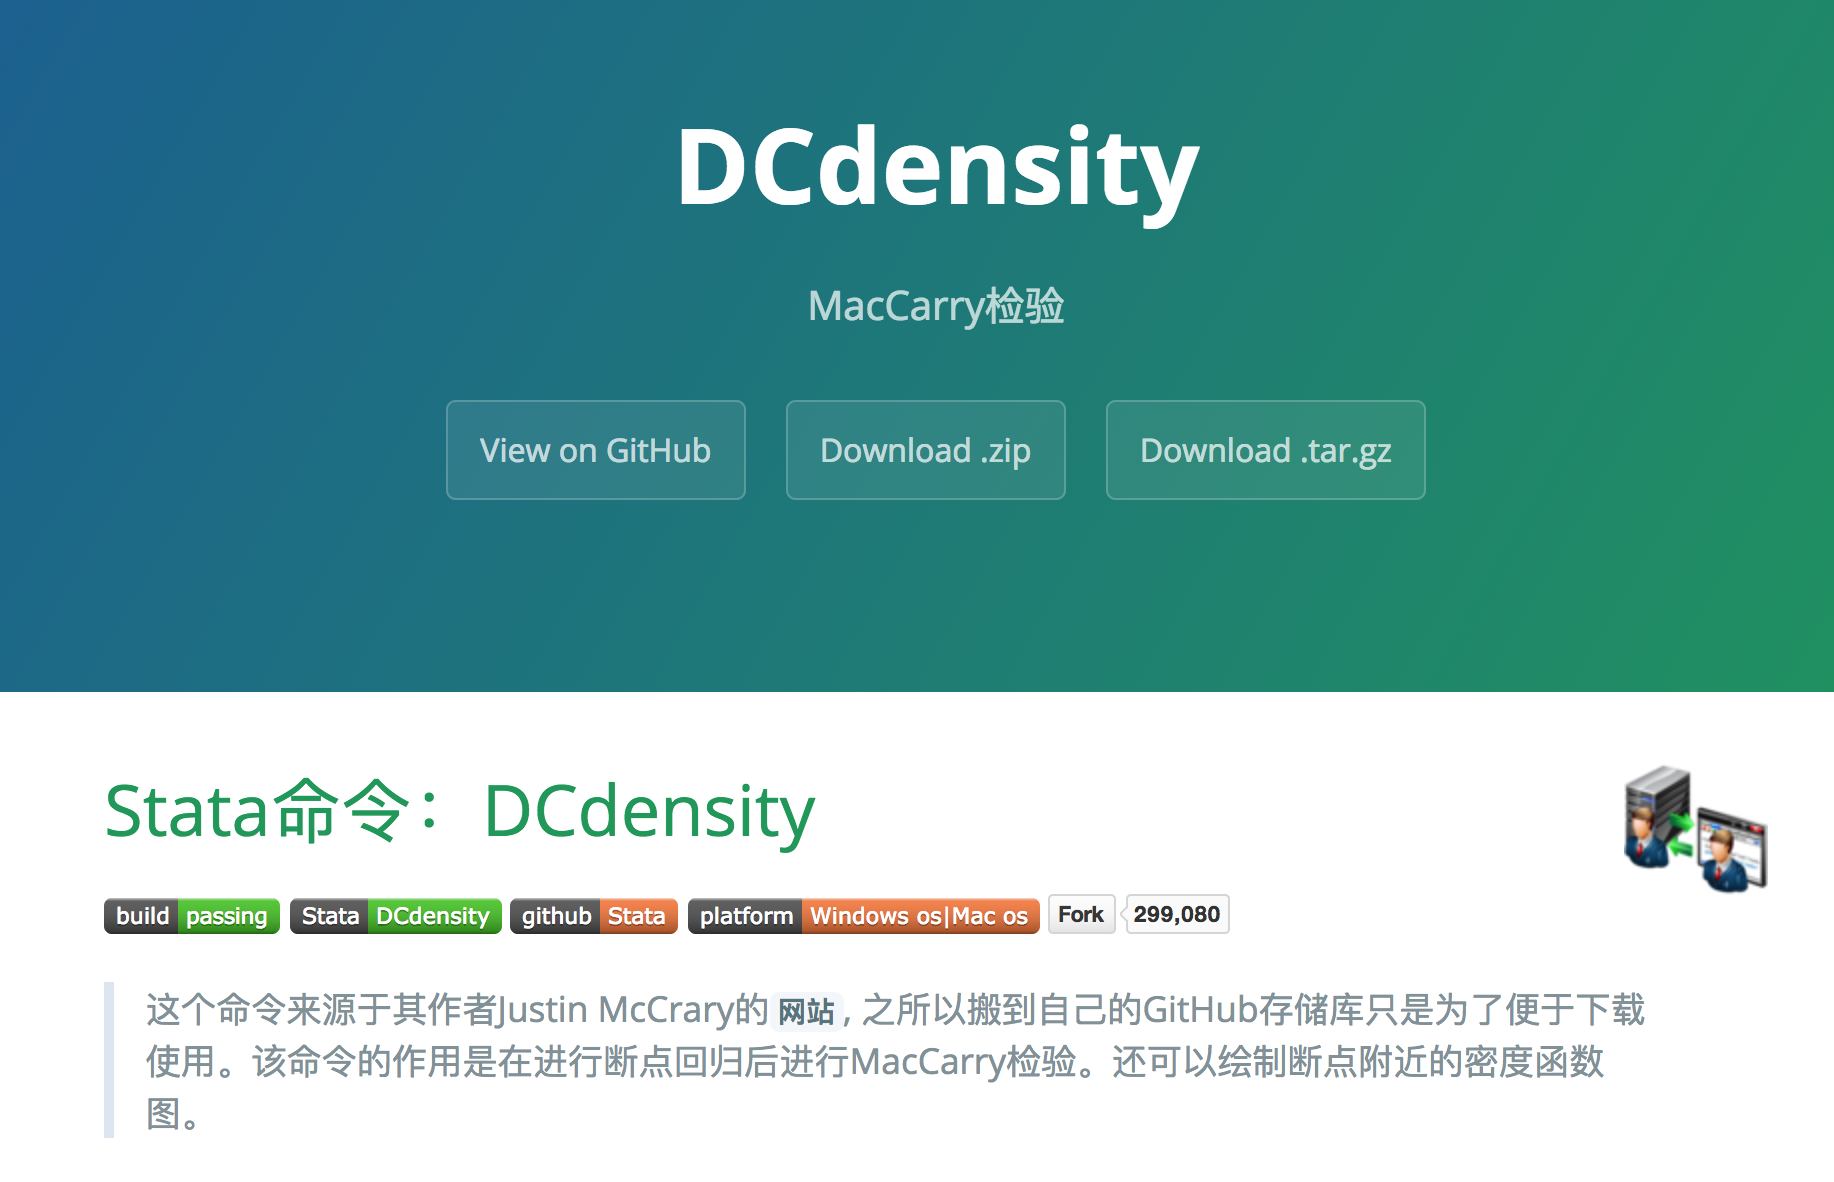 DCdensity
MacCarry检验
View on GitHub
Download .zip
Download .tar.gz
Stata命令：DCdensity
build passing
Stata DCdensity
github Stata
platform Windows os|Mac os
Fork 299,080
这个命令来源于其作者Justin McCrary的网站, 之所以搬到自己的GitHub存储库只是为了便于下载
使用。该命令的作用是在进行断点回归后进行MacCarry检验。还可以绘制断点附近的密度函数
图。